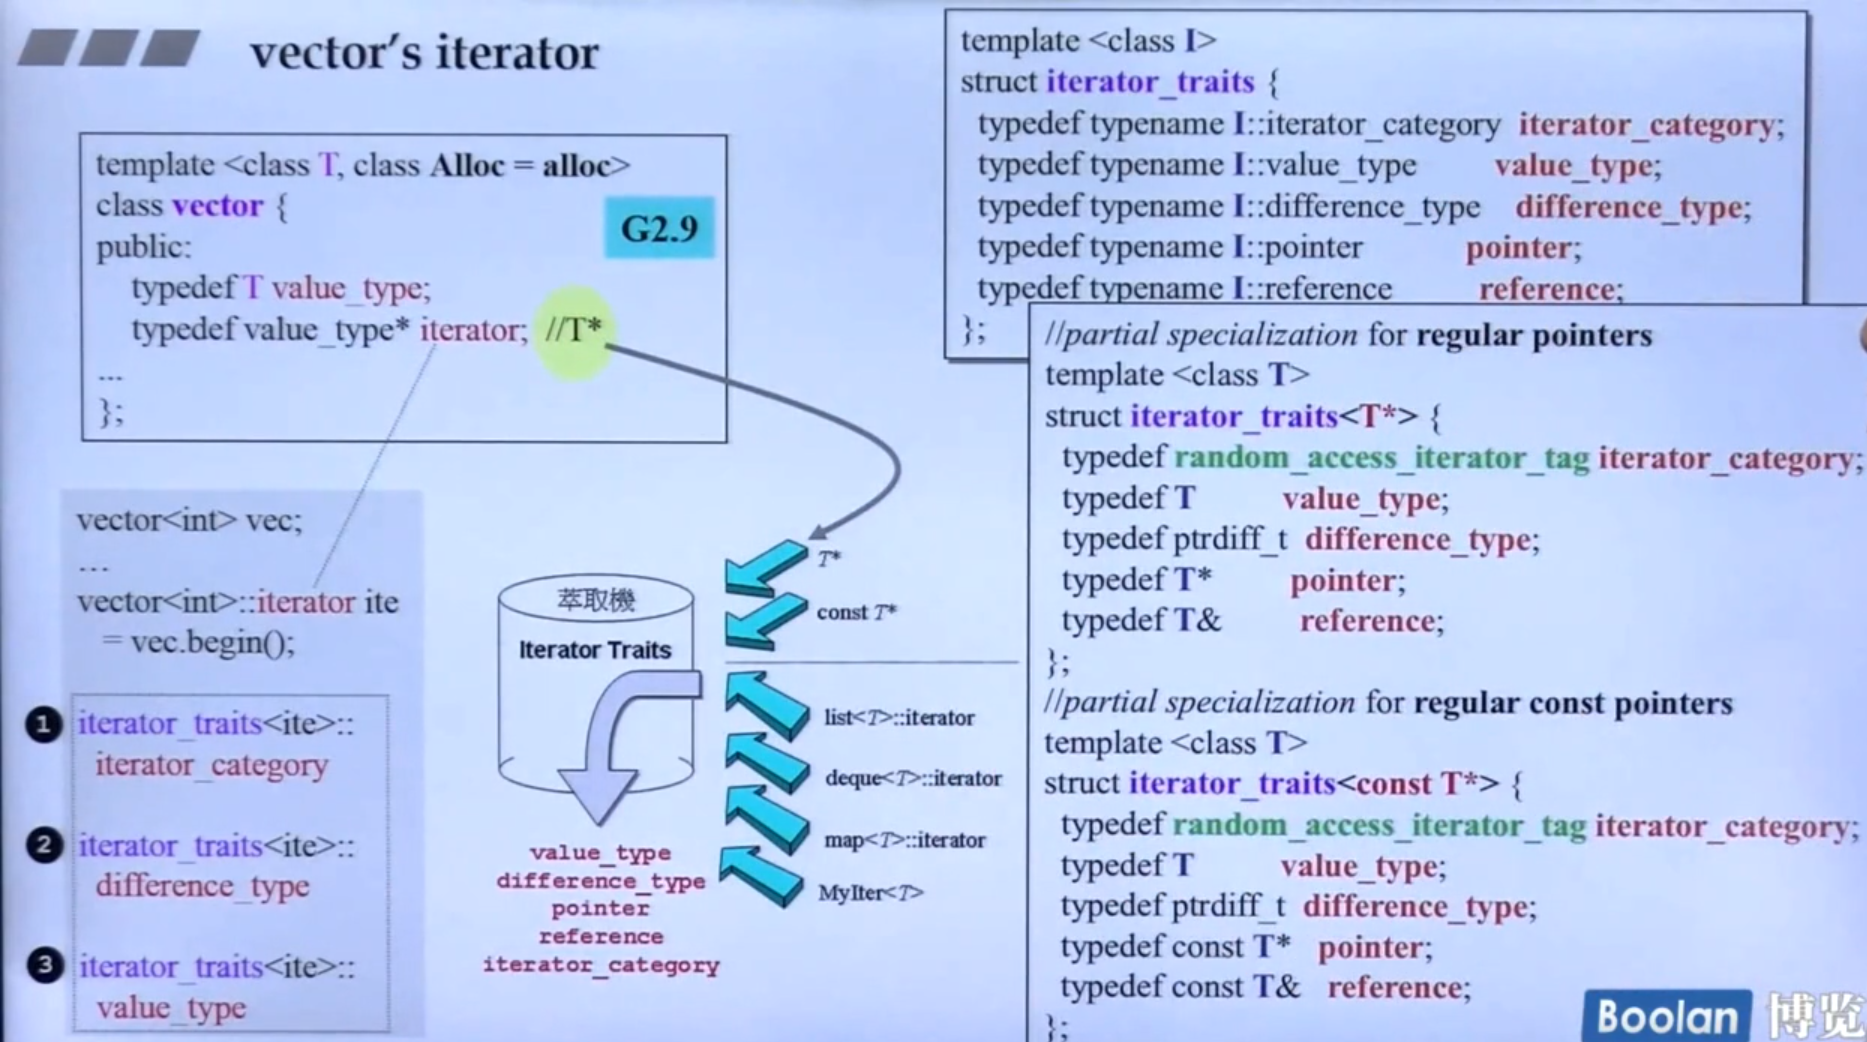 vector's iterator
template <class T, class Alloc = alloc>
class vector {
public:
typedef T value_type;
typedef value_type* iterator; //T*
...
};
G2.9
vector<int> vec;
...
vector<int>::iterator ite
= vec.begin();
1 iterator_traits<ite>::
iterator_category
2 iterator_traits<ite>::
difference_type
3 iterator_traits<ite>::
value_type
萃取機
Iterator Traits
value_type
difference_type
pointer
reference
iterator_category
T*
const T*
list<T>::iterator
deque<T>::iterator
map<T>::iterator
MyIter<T>
template <class I>
struct iterator_traits {
typedef typename I::iterator_category iterator_category;
typedef typename I::value_type value_type;
typedef typename I::difference_type difference_type;
typedef typename I::pointer pointer;
typedef typename I::reference reference;
};
//partial specialization for regular pointers
template <class T>
struct iterator_traits<T*> {
typedef random_access_iterator_tag iterator_category;
typedef T value_type;
typedef ptrdiff_t difference_type;
typedef T* pointer;
typedef T& reference;
};
//partial specialization for regular const pointers
template <class T>
struct iterator_traits<const T*> {
typedef random_access_iterator_tag iterator_category;
typedef T value_type;
typedef ptrdiff_t difference_type;
typedef const T* pointer;
typedef const T& reference;
};
Boolan 博览